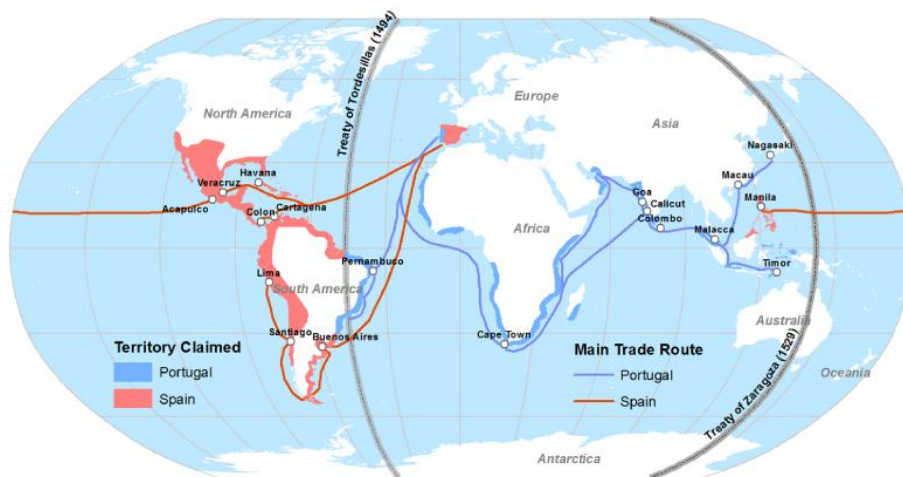 Treaty of Tordesillas (1494)
North America
Europe
Asia
Nagasaki
Havana
Veracruz
Acapulco
Colon
Cartagena
Macau
Goa
Calicut
Colombo
Manila
Malacca
Africa
Pernambuco
Lima
South America
Timor
Santiago
Buenos Aires
Cape Town
Australia
Oceania
Treaty of Zaragoza (1529)
Territory Claimed
Portugal
Spain
Main Trade Route
Portugal
Spain
Antarctica